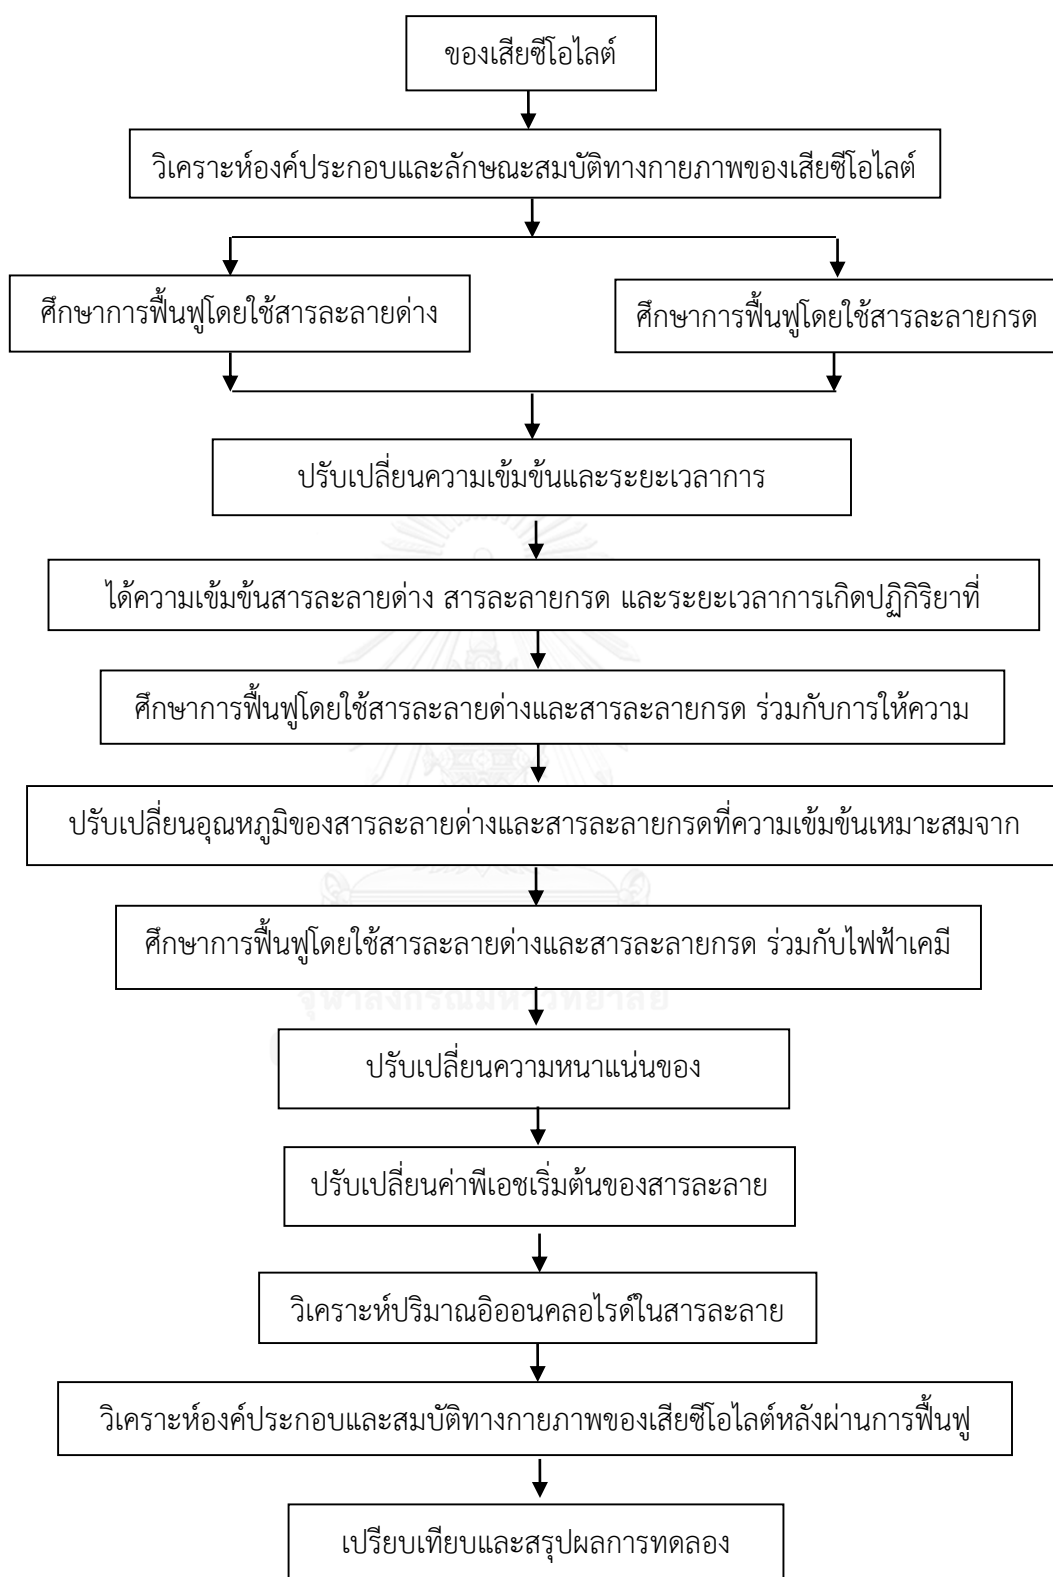 ของเสียซีโอไลต์
วิเคราะห์องค์ประกอบและลักษณะสมบัติทางกายภาพของเสียซีโอไลต์
ศึกษาการฟื้นฟูโดยใช้สารละลายด่าง
ศึกษาการฟื้นฟูโดยใช้สารละลายกรด
ปรับเปลี่ยนความเข้มข้นและระยะเวลาการ
ได้ความเข้มข้นสารละลายด่าง สารละลายกรด และระยะเวลาการเกิดปฏิกิริยาที่
ศึกษาการฟื้นฟูโดยใช้สารละลายด่างและสารละลายกรด ร่วมกับการให้ความ
ปรับเปลี่ยนอุณหภูมิของสารละลายด่างและสารละลายกรดที่ความเข้มข้นเหมาะสมจาก
ศึกษาการฟื้นฟูโดยใช้สารละลายด่างและสารละลายกรด ร่วมกับไฟฟ้าเคมี
จุฬาลงกรณ์มหาวิทยาลัย
ปรับเปลี่ยนความหนาแน่นของ
ปรับเปลี่ยนค่าพีเอชเริ่มต้นของสารละลาย
วิเคราะห์ปริมาณอิออนคลอไรด์ในสารละลาย
วิเคราะห์องค์ประกอบและสมบัติทางกายภาพของเสียซีโอไลต์หลังผ่านการฟื้นฟู
เปรียบเทียบและสรุปผลการทดลอง